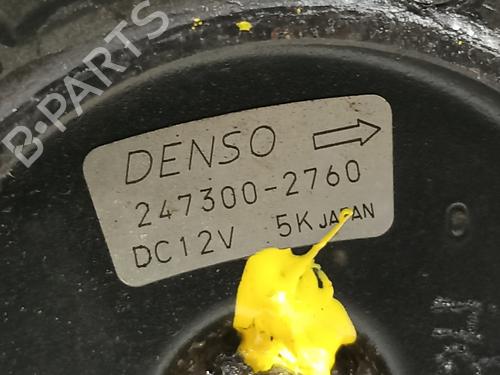 B-PARTS
DENSO
247300-2760
DC12V 5K JAPAN